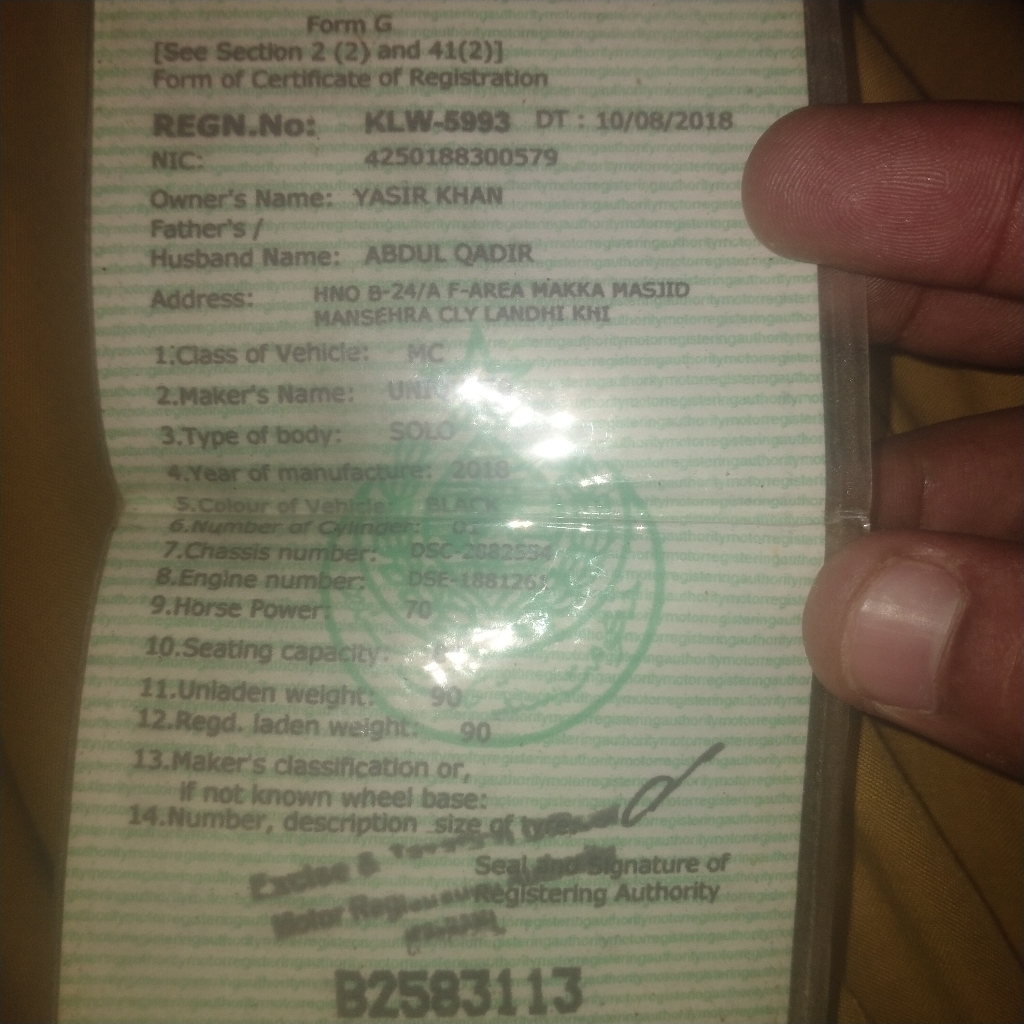 Form G
[See Section 2 (2) and 41(2)]
Form of Certificate of Registration
REGN.No: KLW-5993 DT : 10/08/2018
NIC: 4250188300579
Owner's Name: YASIR KHAN
Father's /
Husband Name: ABDUL QADIR
Address: HNO B-24/A F-AREA MAKKA MASJID
MANSEHRA CLY LANDHI KHI
1.Class of Vehicle: MC
2.Maker's Name:
3.Type of body: SOLO
4.Year of manufacture: 2018
5.Colour of Vehicle BLACK
6.Number of Cylinder:
7.Chassis number:
8.Engine number:
9.Horse Power: 70
10.Seating capacity:
11.Unladen weight: 90
12.Regd. laden weight: 90
13.Maker's classification or,
if not known wheel base:
14.Number, description size of
Seal and Signature of
Excise &
Registering Authority
Motor
B2583113